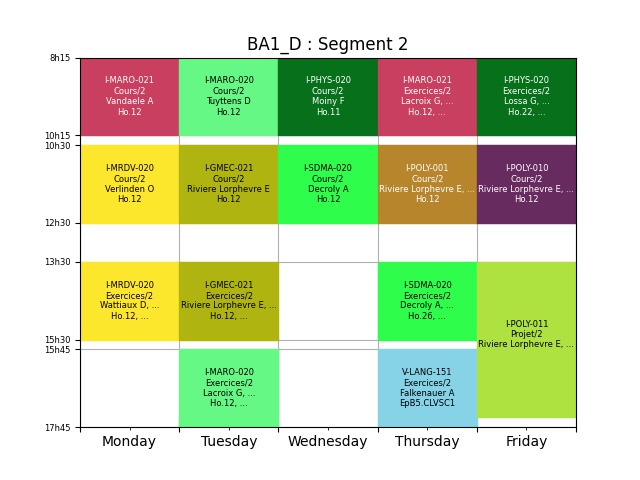 BA1_D : Segment 2
8h15
I-MARO-021
Cours/2
Vandaele A
Ho.12
I-MARO-020
Cours/2
Tuyttens D
Ho.12
I-PHYS-020
Cours/2
Moiny F
Ho.11
I-MARO-021
Exercices/2
Lacroix G, ...
Ho.12, ...
I-PHYS-020
Exercices/2
Lossa G, ...
Ho.22, ...
10h15
10h30
I-MRDV-020
Cours/2
Verlinden O
Ho.12
I-GMEC-021
Cours/2
Riviere Lorphevre E
Ho.12
I-SDMA-020
Cours/2
Decroly A
Ho.12
I-POLY-001
Cours/2
Riviere Lorphevre E, ...
Ho.12
I-POLY-010
Cours/2
Riviere Lorphevre E, ...
Ho.12
12h30
13h30
I-MRDV-020
Exercices/2
Wattiaux D, ...
Ho.12, ...
I-GMEC-021
Exercices/2
Riviere Lorphevre E, ...
Ho.12, ...
I-SDMA-020
Exercices/2
Decroly A, ...
Ho.26, ...
I-POLY-011
Projet/2
Riviere Lorphevre E, ...
15h30
15h45
I-MARO-020
Exercices/2
Lacroix G, ...
Ho.12, ...
V-LANG-151
Exercices/2
Falkenauer A
EpB5.CLVSC1
17h45
Monday
Tuesday
Wednesday
Thursday
Friday